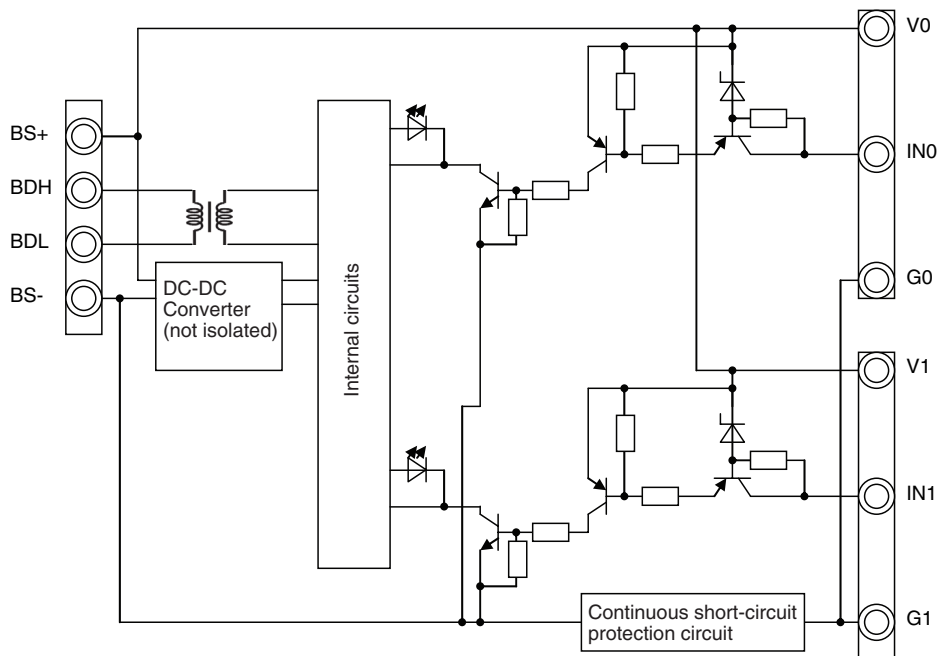 V0
BS+
IN0
BDH
BDL
G0
BS-
DC-DC
Converter
(not isolated)
Internal circuits
V1
IN1
Continuous short-circuit
protection circuit
G1